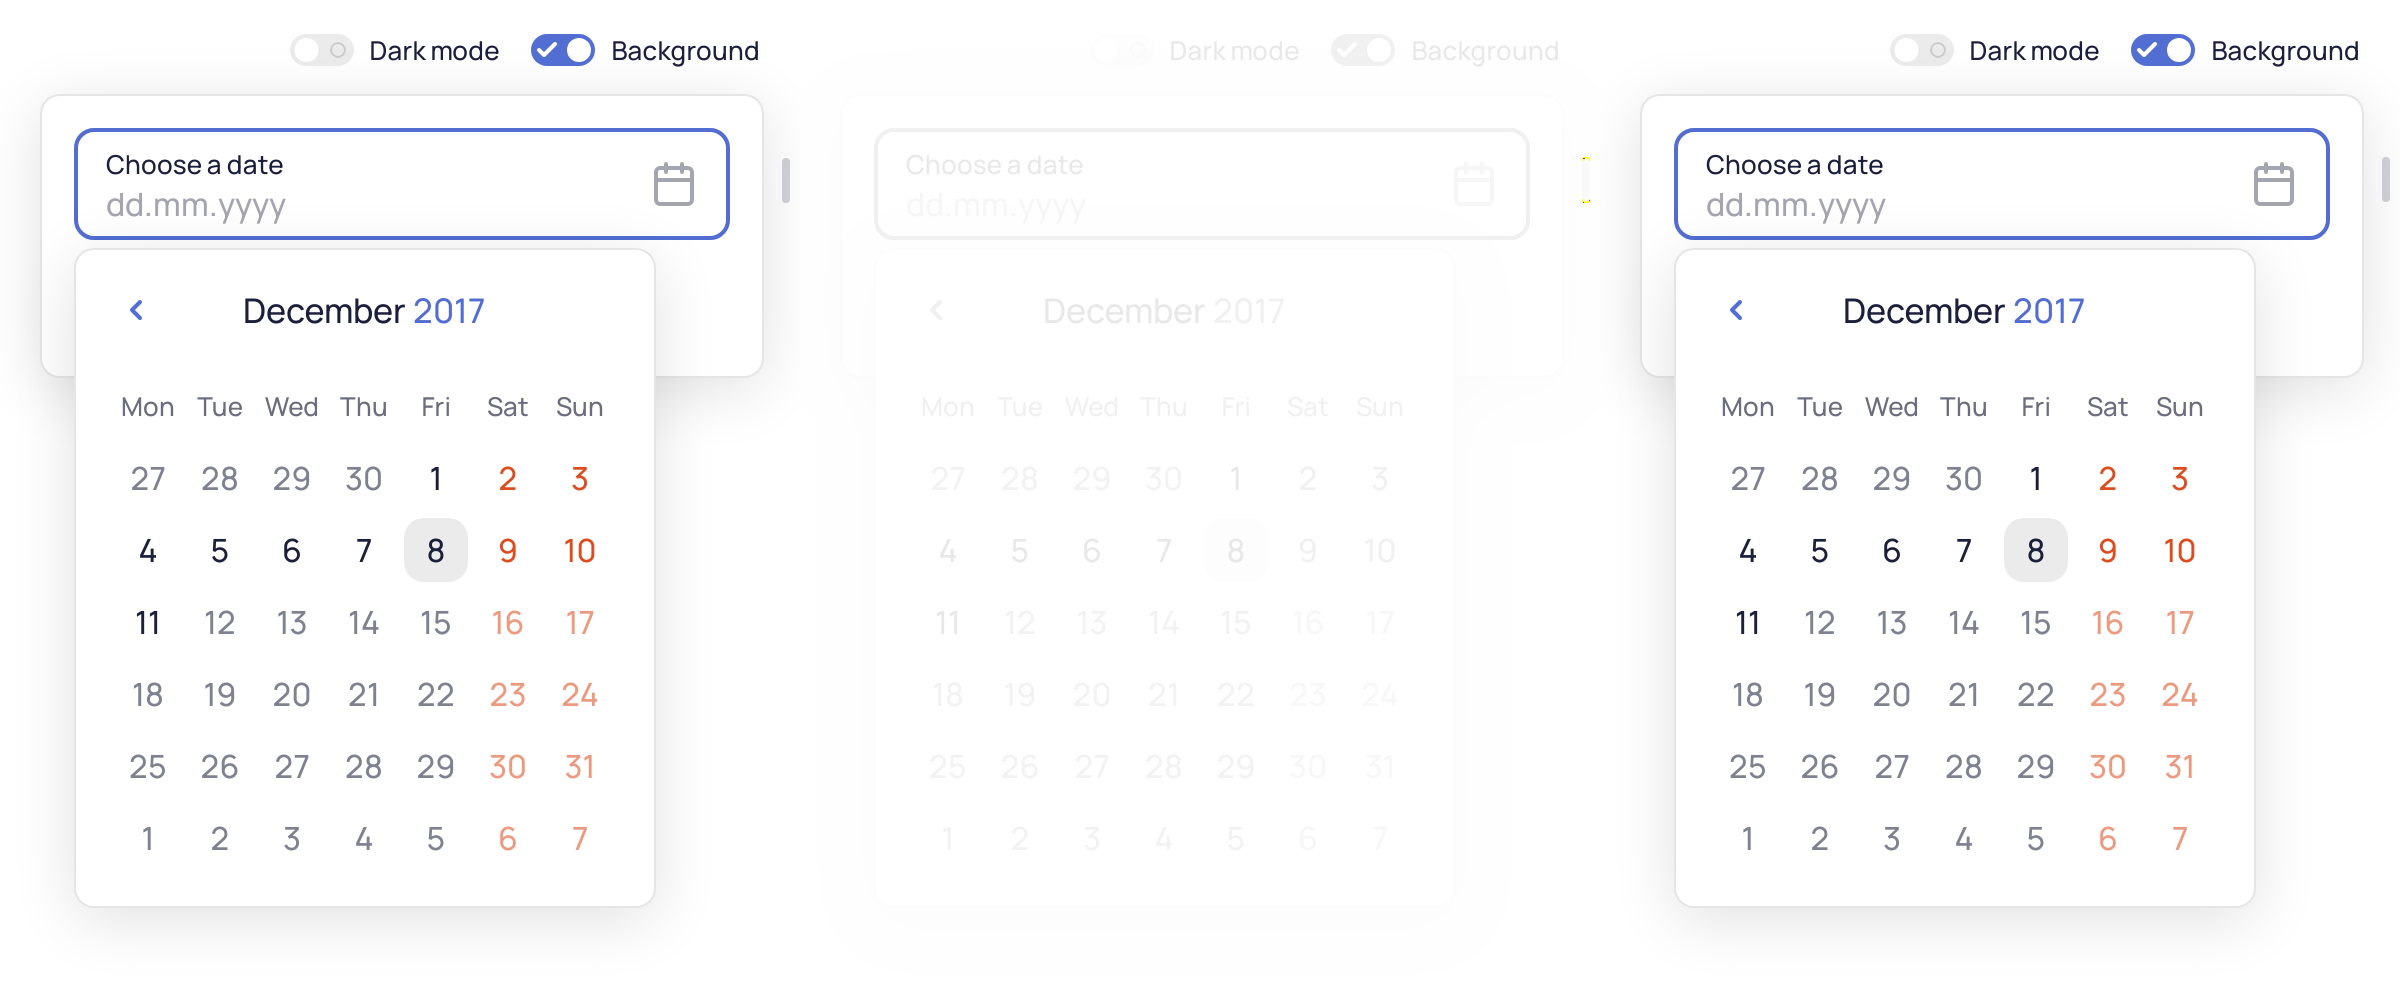 Dark mode Background
Choose a date
dd.mm.yyyy
December 2017
Mon Tue Wed Thu Fri Sat Sun
27 28 29 30 1 2 3
4 5 6 7 8 9 10
11 12 13 14 15 16 17
18 19 20 21 22 23 24
25 26 27 28 29 30 31
1 2 3 4 5 6 7
Dark mode Background
Choose a date
dd.mm.yyyy
December 2017
Mon Tue Wed Thu Fri Sat Sun
27 28 29 30 1 2 3
4 5 6 7 8 9 10
11 12 13 14 15 16 17
18 19 20 21 22 23 24
25 26 27 28 29 30 31
1 2 3 4 5 6 7
Dark mode Background
Choose a date
dd.mm.yyyy
December 2017
Mon Tue Wed Thu Fri Sat Sun
27 28 29 30 1 2 3
4 5 6 7 8 9 10
11 12 13 14 15 16 17
18 19 20 21 22 23 24
25 26 27 28 29 30 31
1 2 3 4 5 6 7